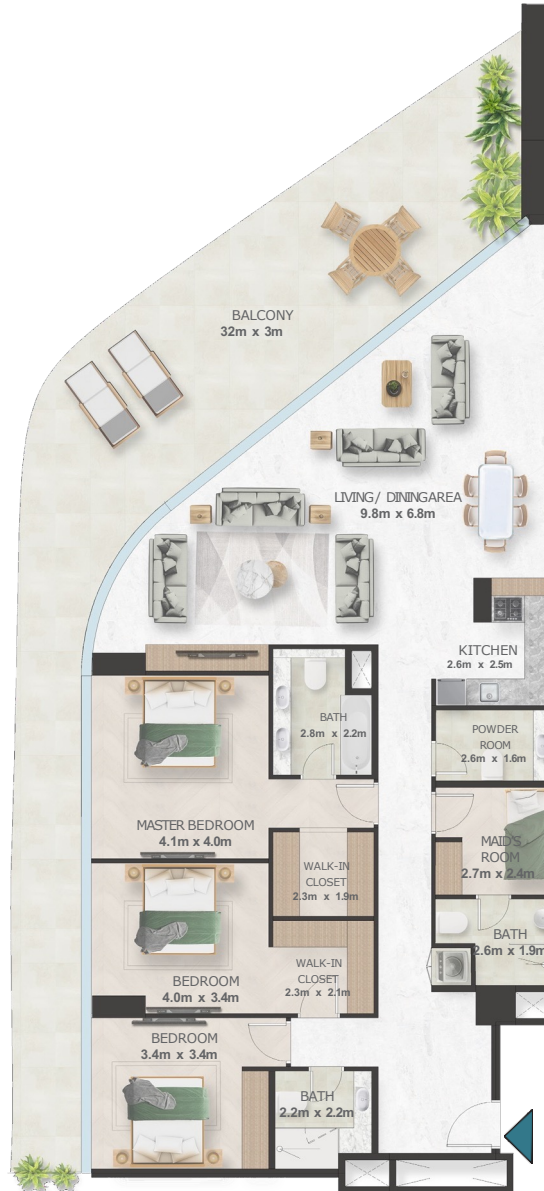 BALCONY
32m x 3m
LIVING/ DININGAREA
9.8m x 6.8m
KITCHEN
2.6m x 2.5m
BATH
2.8m x 2.2m
POWDER
ROOM
2.6m x 1.6m
MASTER BEDROOM
4.1m x 4.0m
MAID'S
ROOM
2.7m x 2.4m
WALK-IN
CLOSET
2.3m x 1.9m
BATH
2.6m x 1.9m
WALK-IN
CLOSET
2.3m x 2.1m
BEDROOM
4.0m x 3.4m
BEDROOM
3.4m x 3.4m
BATH
2.2m x 2.2m